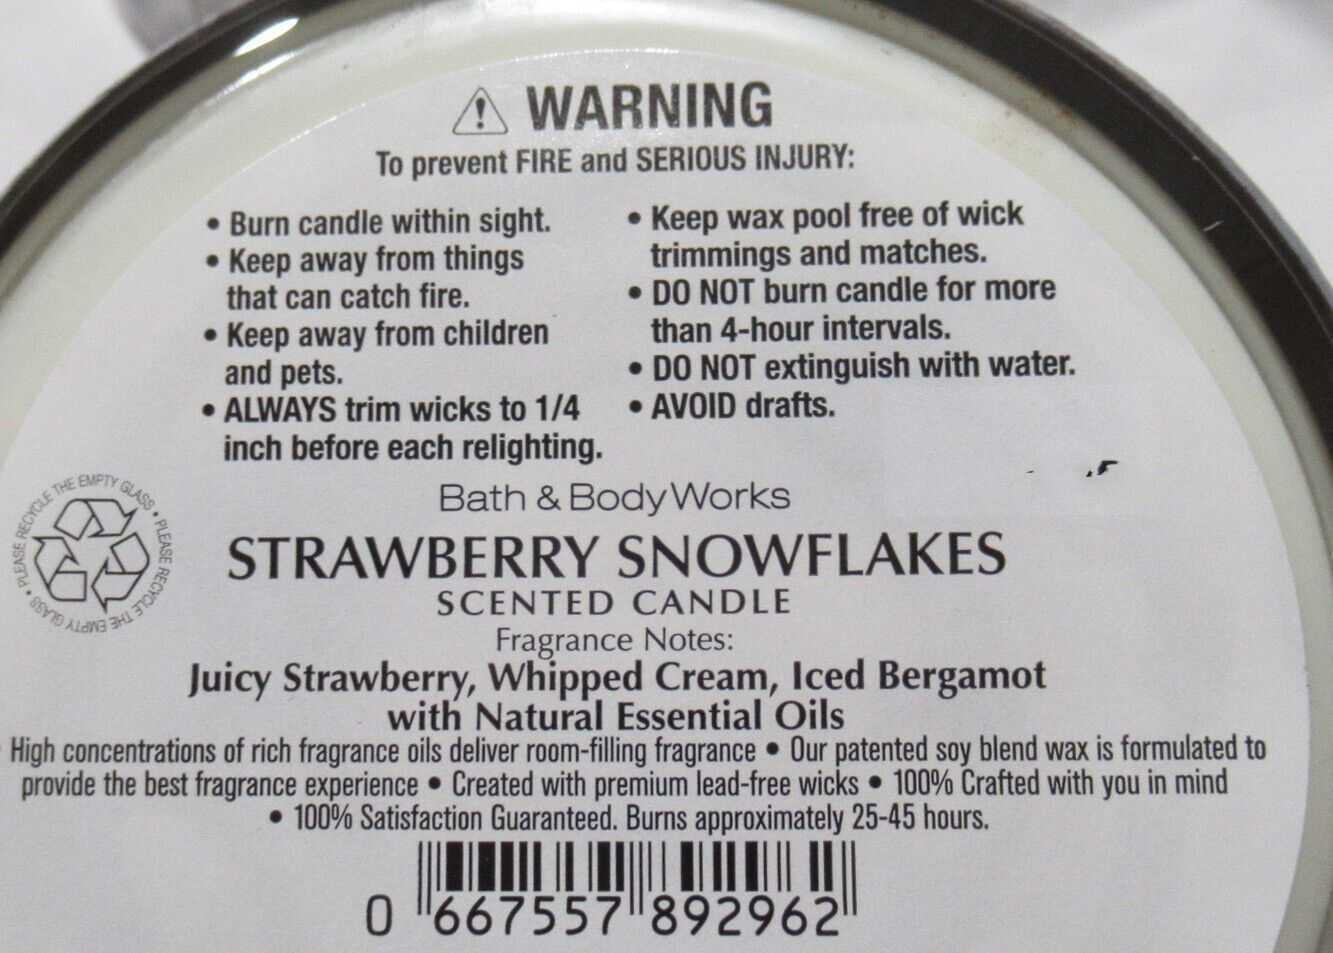 WARNING
To prevent FIRE and SERIOUS INJURY:
• Burn candle within sight.
• Keep away from things
that can catch fire.
• Keep away from children
and pets.
• ALWAYS trim wicks to 1/4
inch before each relighting.
• Keep wax pool free of wick
trimmings and matches.
• DO NOT burn candle for more
than 4-hour intervals.
• DO NOT extinguish with water.
• AVOID drafts.
PLEASE RECYCLE THE EMPTY GLASS • PLEASE RECYCLE THE EMPTY GLASS •
Bath & Body Works
STRAWBERRY SNOWFLAKES
SCENTED CANDLE
Fragrance Notes:
Juicy Strawberry, Whipped Cream, Iced Bergamot
with Natural Essential Oils
High concentrations of rich fragrance oils deliver room-filling fragrance • Our patented soy blend wax is formulated to
provide the best fragrance experience • Created with premium lead-free wicks • 100% Crafted with you in mind
• 100% Satisfaction Guaranteed. Burns approximately 25-45 hours.
0 667557 892962